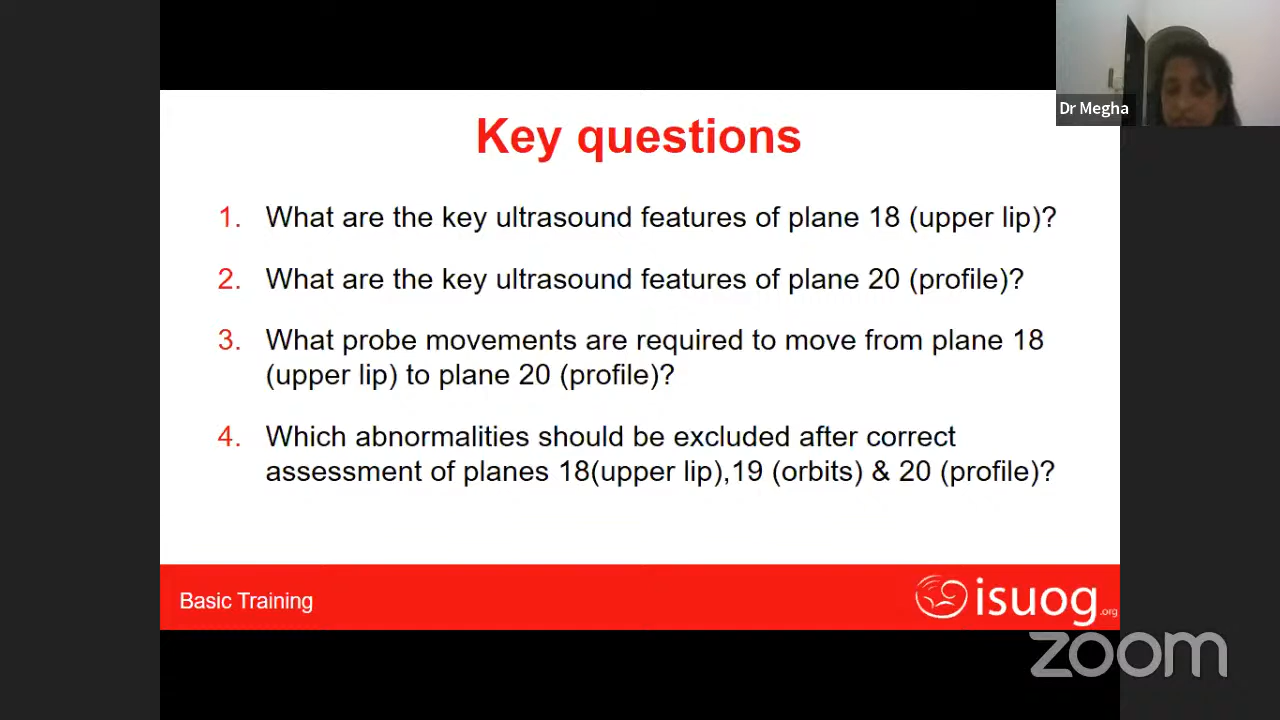 Dr Megha
Key questions
1. What are the key ultrasound features of plane 18 (upper lip)?
2. What are the key ultrasound features of plane 20 (profile)?
3. What probe movements are required to move from plane 18
(upper lip) to plane 20 (profile)?
4. Which abnormalities should be excluded after correct
assessment of planes 18(upper lip),19 (orbits) & 20 (profile)?
Basic Training
isuog.org
zoom